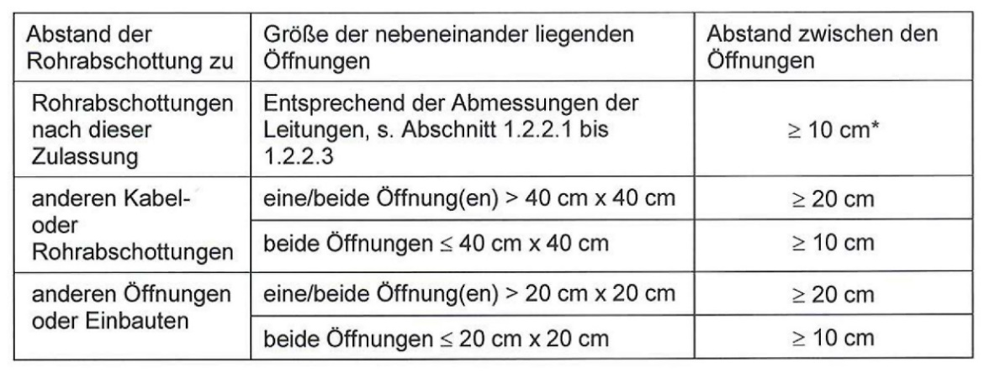 Abstand der
Rohrabschottung zu
Größe der nebeneinander liegenden
Öffnungen
Abstand zwischen den
Öffnungen
Rohrabschottungen
nach dieser
Zulassung
Entsprechend der Abmessungen der
Leitungen, s. Abschnitt 1.2.2.1 bis
1.2.2.3
≥ 10 cm*
anderen Kabel-
oder
Rohrabschottungen
eine/beide Öffnung(en) > 40 cm x 40 cm
≥ 20 cm
beide Öffnungen ≤ 40 cm x 40 cm
≥ 10 cm
anderen Öffnungen
oder Einbauten
eine/beide Öffnung(en) > 20 cm x 20 cm
≥ 20 cm
beide Öffnungen ≤ 20 cm x 20 cm
≥ 10 cm